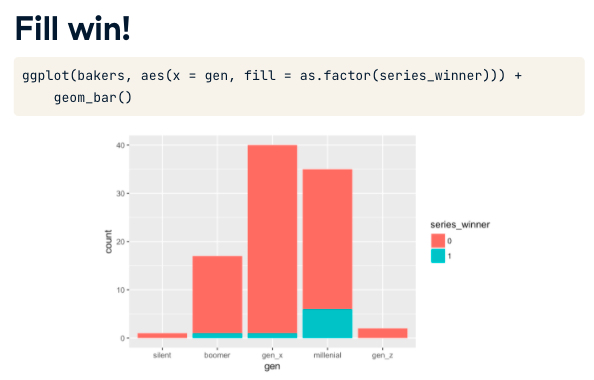 Fill win!
ggplot(bakers, aes(x = gen, fill = as.factor(series_winner))) +
geom_bar()
40
30
20
10
0
count
silent boomer gen_x millenial gen_z
gen
series_winner
0
1